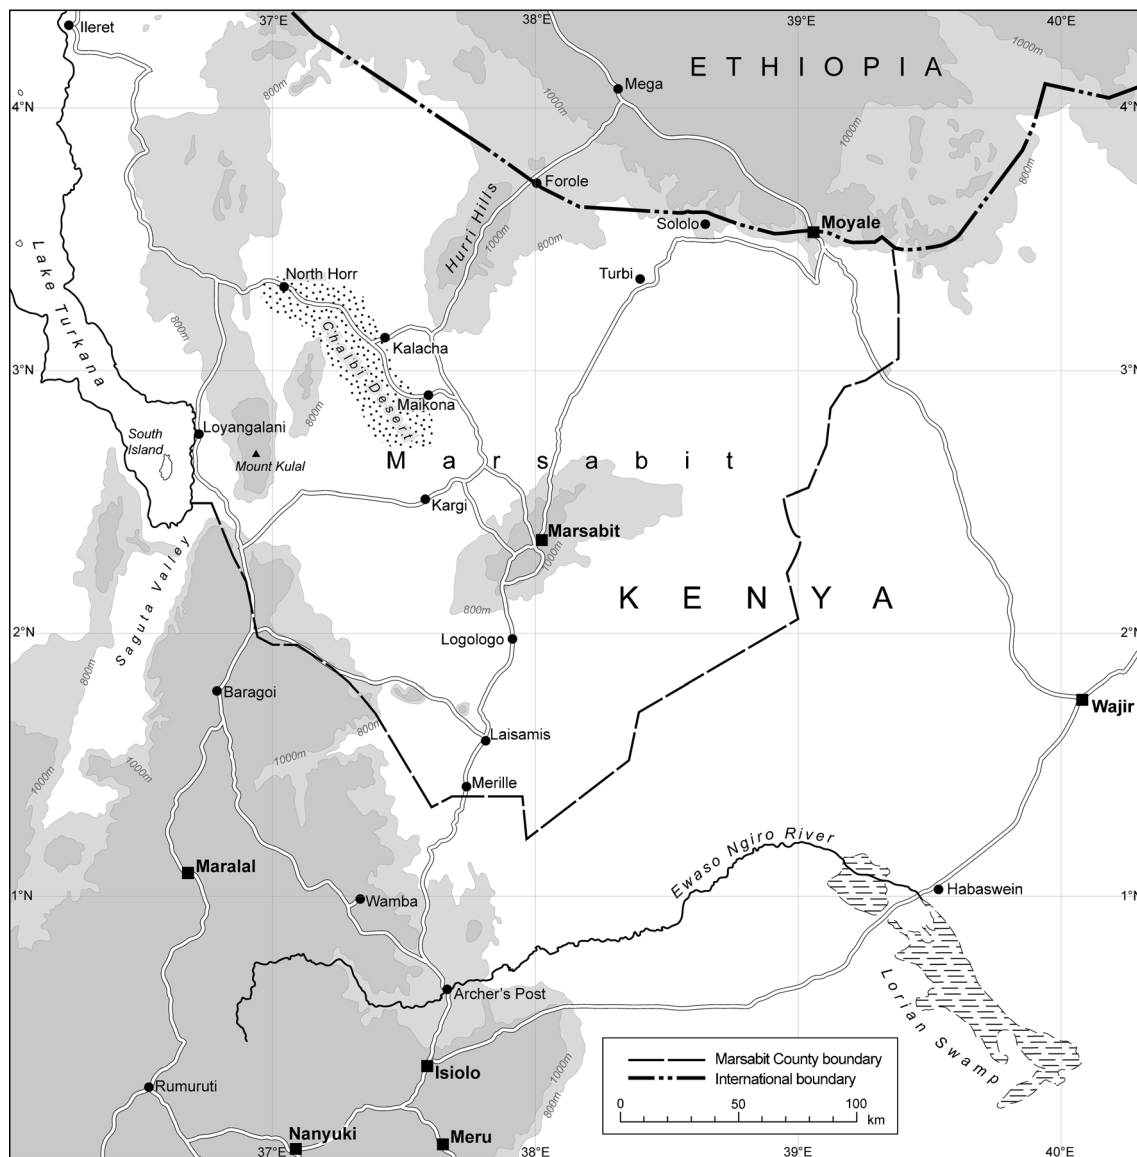 37°E
38°E
39°E
40°E
Ileret
1000m
ETHIOPIA
Mega
800m
1000m
4°N
4°N
1000m
800m
Forole
Hurri Hills
1000m
800m
Sololo
Moyale
Lake Turkana
North Horr
Turbi
800m
Chalbi Desert
Kalacha
3°N
3°N
800m
Maikona
Loyangalani
South
Island
Mount Kulal
Marsabit
Kargi
Marsabit
1000m
Saguta Valley
KENYA
800m
2°N
2°N
Logologo
800m
Baragoi
Wajir
800m
Laisamis
1000m
1000m
1000m
Merille
Ewaso Ngiro River
Maralal
Habaswein
1°N
1°N
Wamba
Archer's Post
Lorian Swamp
Isiolo
1000m
800m
Marsabit County boundary
International boundary
0
50
100
km
Rumuruti
Nanyuki
Meru
37°E
38°E
39°E
40°E